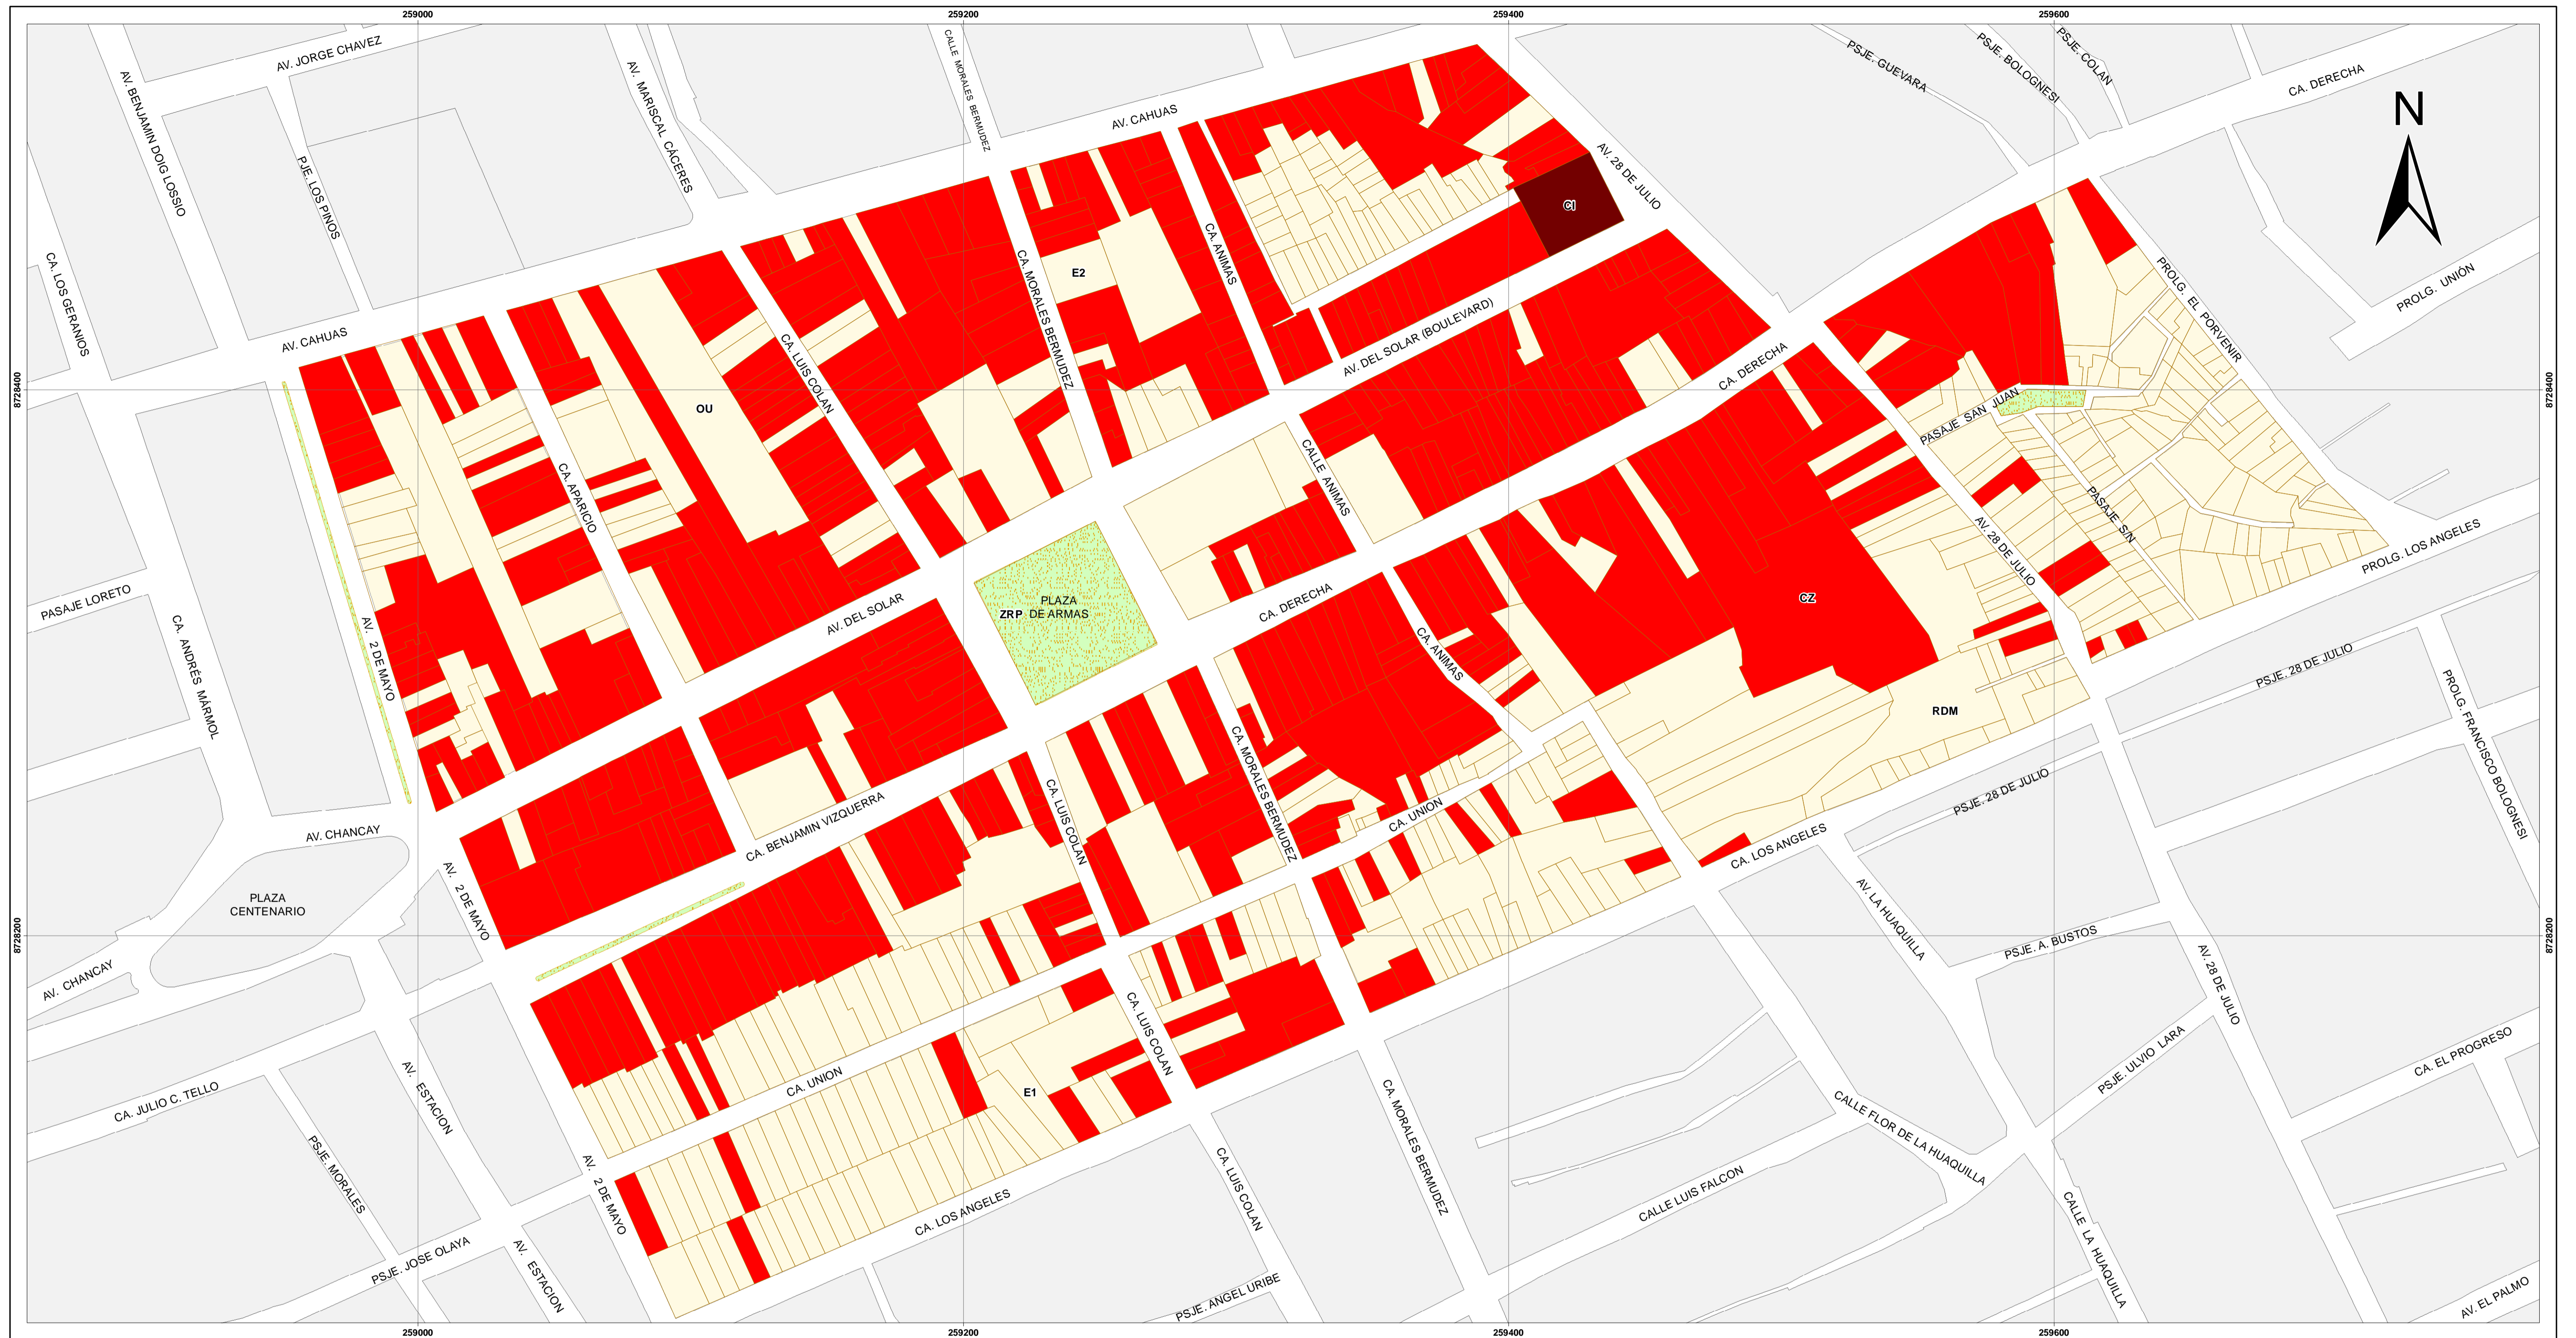 259000
259200
259400
259600
AV. JORGE CHAVEZ
AV. BENJAMIN DOIG LOSSIO
PJE. LOS PINOS
AV. MARISCAL CÁCERES
CALLE MORALES BERMUDEZ
AV. CAHUAS
PSJE. GUEVARA
PSJE. BOLOGNESI
PSJE. COLAN
CA. DERECHA
N
AV. 28 DE JULIO
CI
CA. LOS GERANIOS
AV. CAHUAS
CA. ANIMAS
E2
CA. MORALES BERMUDEZ
PROLG. EL PORVENIR
PROLG. UNIÓN
AV. DEL SOLAR (BOULEVARD)
CA. LUIS COLAN
CA. DERECHA
8728400
8728400
OU
PASAJE SAN JUAN
CA. APARICIO
CALLE ANIMAS
PASAJE S/N
AV. 28 DE JULIO
PROLG. LOS ANGELES
PASAJE LORETO
CA. ANDRÉS MÁRMOL
AV. 2 DE MAYO
AV. DEL SOLAR
PLAZA
ZRP DE ARMAS
CA. DERECHA
CZ
CA. ANIMAS
PSJE. 28 DE JULIO
RDM
PROLG. FRANCISCO BOLOGNESI
CA. MORALES BERMUDEZ
CA. LUIS COLAN
PSJE. 28 DE JULIO
CA. BENJAMIN VIZQUERRA
CA. UNION
AV. CHANCAY
CA. LOS ANGELES
PLAZA
CENTENARIO
AV. 2 DE MAYO
AV. LA HUAQUILLA
8728200
8728200
PSJE. A. BUSTOS
AV. CHANCAY
AV. 28 DE JULIO
CA. LUIS COLAN
CA. EL PROGRESO
PSJE. ULVIO LARA
CA. JULIO C. TELLO
AV. ESTACION
CA. UNION
E1
CA. MORALES BERMUDEZ
CALLE FLOR DE LA HUAQUILLA
PSJE. MORALES
AV. 2 DE MAYO
CA. LUIS COLAN
CALLE LUIS FALCON
CALLE LA HUAQUILLA
CA. LOS ANGELES
PSJE. JOSE OLAYA
AV. ESTACION
PSJE. ANGEL URIBE
AV. EL PALMO
259000
259200
259400
259600